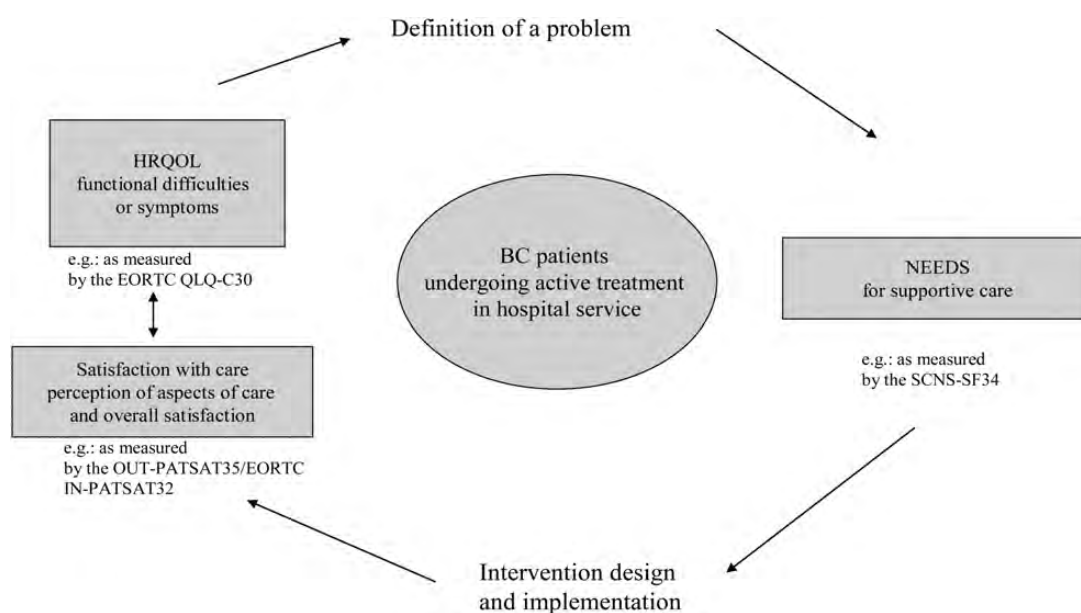 Definition of a problem
HRQOL
functional difficulties
or symptoms
e.g.: as measured
by the EORTC QLQ-C30
BC patients
undergoing active treatment
in hospital service
NEEDS
for supportive care
e.g.: as measured
by the SCNS-SF34
Satisfaction with care
perception of aspects of care
and overall satisfaction
e.g.: as measured
by the OUT-PATSAT35/EORTC
IN-PATSAT32
Intervention design
and implementation